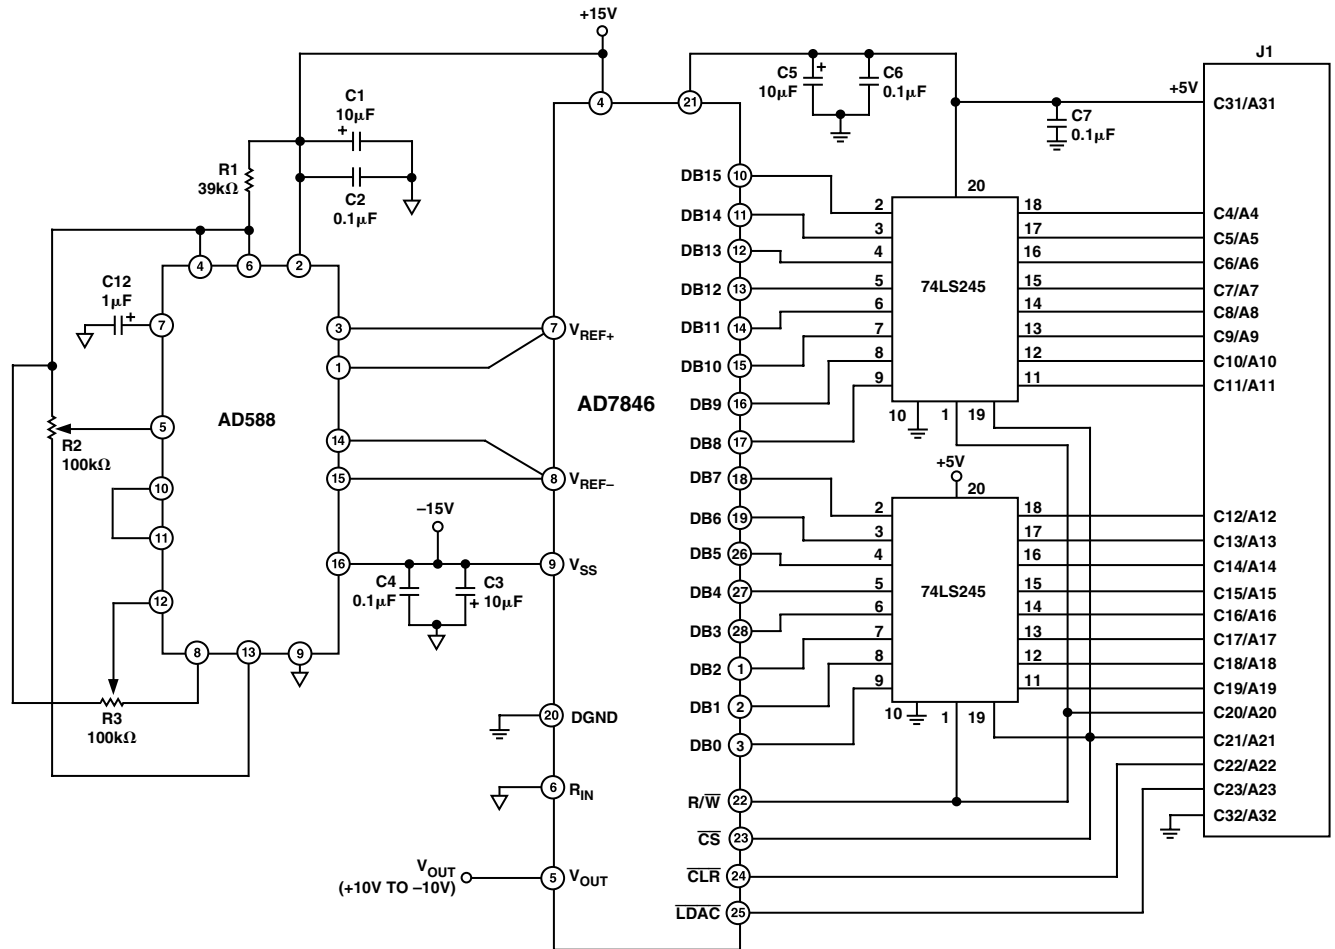 +15V
J1
C5
10µF
+
C6
0.1µF
+5V
C31/A31
C7
0.1µF
C1
10µF
+
C2
0.1µF
R1
39kΩ
4
21
4
6
2
C12
1µF
+
7
3
1
5
14
15
10
11
16
12
8
13
9
AD588
R2
100kΩ
R3
100kΩ
–15V
C4
0.1µF
C3
+ 10µF
AD7846
7 VREF+
8 VREF–
9 VSS
20 DGND
6 RIN
VOUT
(+10V TO –10V)
5 VOUT
DB15 10
DB14 11
DB13 12
DB12 13
DB11 14
DB10 15
DB9 16
DB8 17
DB7 18
DB6 19
DB5 26
DB4 27
DB3 28
DB2 1
DB1 2
DB0 3
R/W̅ 22
C̅S̅ 23
C̅L̅R̅ 24
L̅D̅A̅C̅ 25
20
74LS245
2
3
4
5
6
7
8
9
18
17
16
15
14
13
12
11
10
1
19
+5V
20
74LS245
2
3
4
5
6
7
8
9
18
17
16
15
14
13
12
11
10
1
19
C4/A4
C5/A5
C6/A6
C7/A7
C8/A8
C9/A9
C10/A10
C11/A11
C12/A12
C13/A13
C14/A14
C15/A15
C16/A16
C17/A17
C18/A18
C19/A19
C20/A20
C21/A21
C22/A22
C23/A23
C32/A32